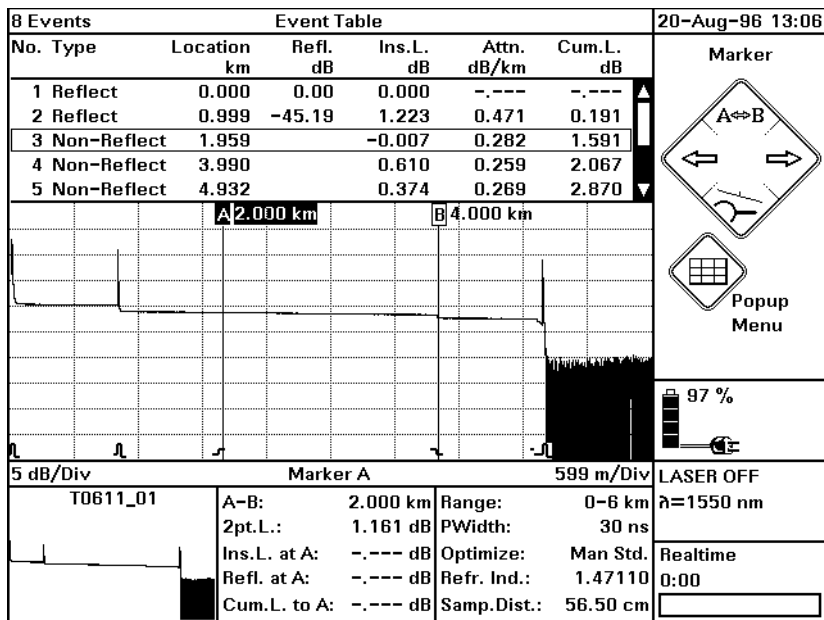 8 Events Event Table 20-Aug-96 13:06
No. Type Location Refl. Ins.L. Attn. Cum.L.
km dB dB dB/km dB
1 Reflect 0.000 0.00 0.000 -.--- -.---
2 Reflect 0.999 -45.19 1.223 0.471 0.191
3 Non-Reflect 1.959 -0.007 0.282 1.591
4 Non-Reflect 3.990 0.610 0.259 2.067
5 Non-Reflect 4.932 0.374 0.269 2.870
Marker
A⇔B
A 2.000 km B 4.000 km
Popup
Menu
97 %
5 dB/Div Marker A 599 m/Div
LASER OFF
λ=1550 nm
T0611_01
A-B: 2.000 km
2pt.L.: 1.161 dB
Ins.L. at A: -.--- dB
Refl. at A: -.--- dB
Cum.L. to A: -.--- dB
Range: 0-6 km
PWidth: 30 ns
Optimize: Man Std.
Refr. Ind.: 1.47110
Samp.Dist.: 56.50 cm
Realtime
0:00